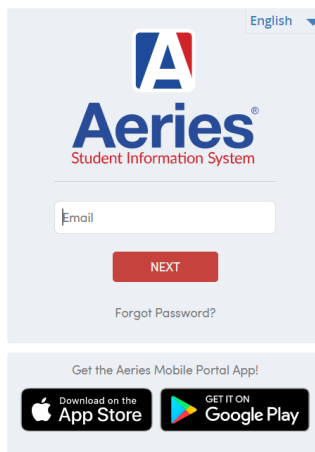 English
Aeries®
Student Information System
Email
NEXT
Forgot Password?
Get the Aeries Mobile Portal App!
Download on the
App Store
GET IT ON
Google Play